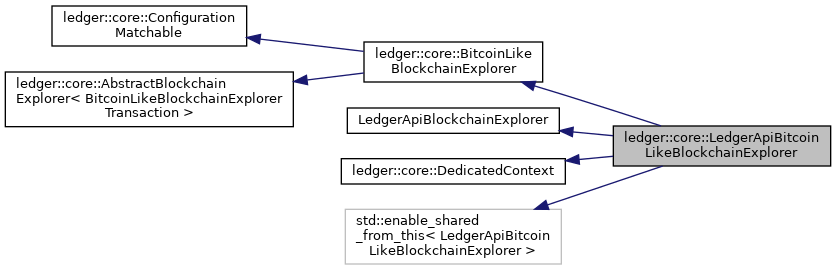 ledger::core::Configuration
Matchable
ledger::core::AbstractBlockchain
Explorer< BitcoinLikeBlockchainExplorer
Transaction >
ledger::core::BitcoinLike
BlockchainExplorer
LedgerApiBlockchainExplorer
ledger::core::DedicatedContext
std::enable_shared
_from_this< LedgerApiBitcoin
LikeBlockchainExplorer >
ledger::core::LedgerApiBitcoin
LikeBlockchainExplorer